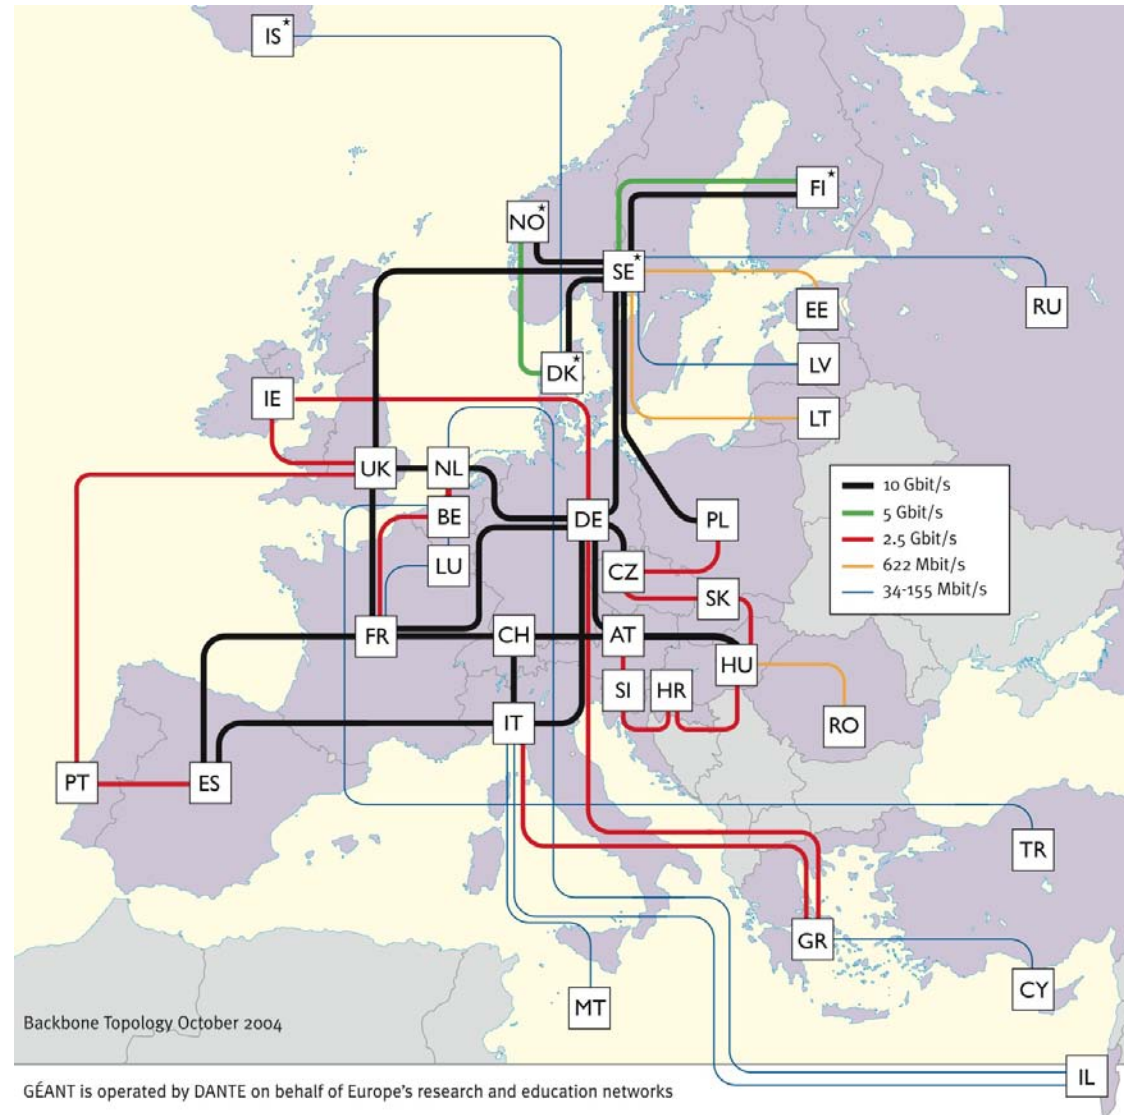 IS*
FI*
NO*
SE*
RU
EE
LV
DK*
IE
LT
UK
NL
10 Gbit/s
5 Gbit/s
2.5 Gbit/s
622 Mbit/s
34-155 Mbit/s
BE
DE
PL
LU
CZ
SK
FR
CH
AT
HU
SI
HR
IT
RO
PT
ES
TR
GR
CY
MT
Backbone Topology October 2004
IL
GÉANT is operated by DANTE on behalf of Europe's research and education networks